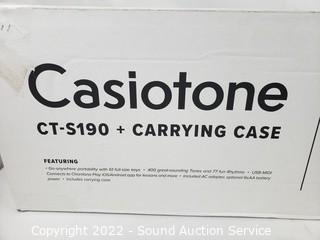 Casiotone
CT-S190 + CARRYING CASE
FEATURING
• Go-anywhere portability with 61 full-size keys • 400 great-sounding Tones and 77 fun Rhythms • USB-MIDI
Connects to Chordana Play iOS/Android app for lessons and more • Included AC adapter, optional 6xAA battery
power • Includes carrying case
Copyright 2022 - Sound Auction Service